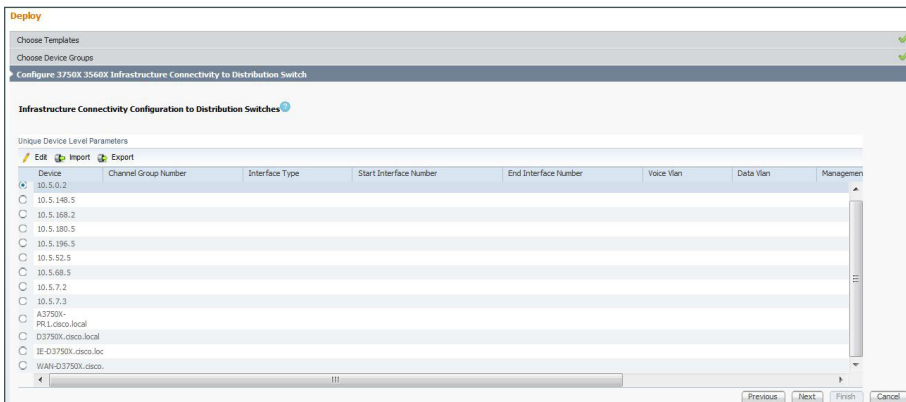 Deploy
Choose Templates
Choose Device Groups
Configure 3750X 3560X Infrastructure Connectivity to Distribution Switch
Infrastructure Connectivity Configuration to Distribution Switches ?
Unique Device Level Parameters
Edit Import Export
Device Channel Group Number Interface Type Start Interface Number End Interface Number Voice Vlan Data Vlan Managemen
10.5.0.2
10.5.148.5
10.5.168.2
10.5.180.5
10.5.196.5
10.5.52.5
10.5.68.5
10.5.7.2
10.5.7.3
A3750X-
PR1.cisco.local
D3750X.cisco.local
IE-D3750X.cisco.loc
WAN-D3750X.cisco.
Previous Next Finish Cancel